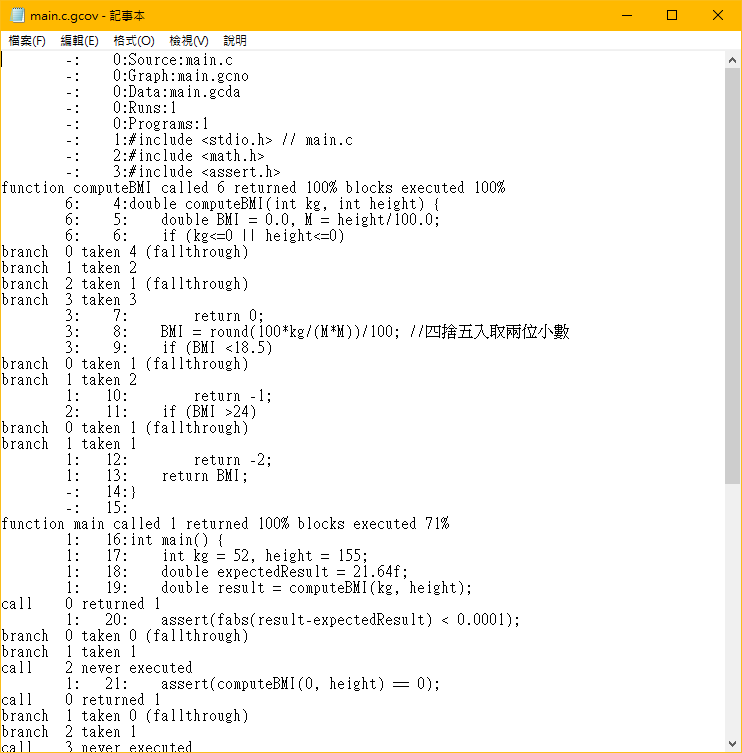 main.c.gcov - 記事本
檔案(F) 編輯(E) 格式(O) 檢視(V) 說明
        -:    0:Source:main.c
        -:    0:Graph:main.gcno
        -:    0:Data:main.gcda
        -:    0:Runs:1
        -:    0:Programs:1
        -:    1:#include <stdio.h> // main.c
        -:    2:#include <math.h>
        -:    3:#include <assert.h>
function computeBMI called 6 returned 100% blocks executed 100%
        6:    4:double computeBMI(int kg, int height) {
        6:    5:    double BMI = 0.0, M = height/100.0;
        6:    6:    if (kg<=0 || height<=0)
branch  0 taken 4 (fallthrough)
branch  1 taken 2
branch  2 taken 1 (fallthrough)
branch  3 taken 3
        3:    7:        return 0;
        3:    8:    BMI = round(100*kg/(M*M))/100; //四捨五入取兩位小數
        3:    9:    if (BMI <18.5)
branch  0 taken 1 (fallthrough)
branch  1 taken 2
        1:   10:        return -1;
        2:   11:    if (BMI >24)
branch  0 taken 1 (fallthrough)
branch  1 taken 1
        1:   12:        return -2;
        1:   13:    return BMI;
        -:   14:}
        -:   15:
function main called 1 returned 100% blocks executed 71%
        1:   16:int main() {
        1:   17:    int kg = 52, height = 155;
        1:   18:    double expectedResult = 21.64f;
        1:   19:    double result = computeBMI(kg, height);
call    0 returned 1
        1:   20:    assert(fabs(result-expectedResult) < 0.0001);
branch  0 taken 0 (fallthrough)
branch  1 taken 1
call    2 never executed
        1:   21:    assert(computeBMI(0, height) == 0);
call    0 returned 1
branch  1 taken 0 (fallthrough)
branch  2 taken 1
call    3 never executed